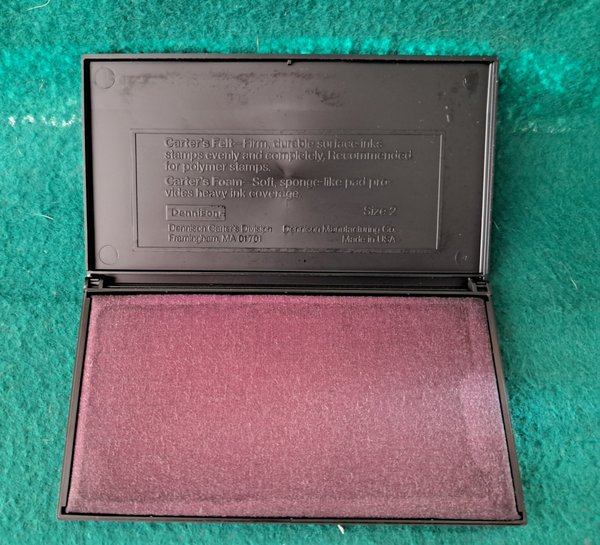 Carter's Felt–Firm, durable surface inks
stamps evenly and completely, Recommended
for polymer stamps.
Carter's Foam–Soft, sponge-like pad pro-
vides heavy ink coverage.
Dennison
Size 2
Dennison Carter's Division Dennison Manufacturing Co.
Framingham, MA 01701 Made in USA